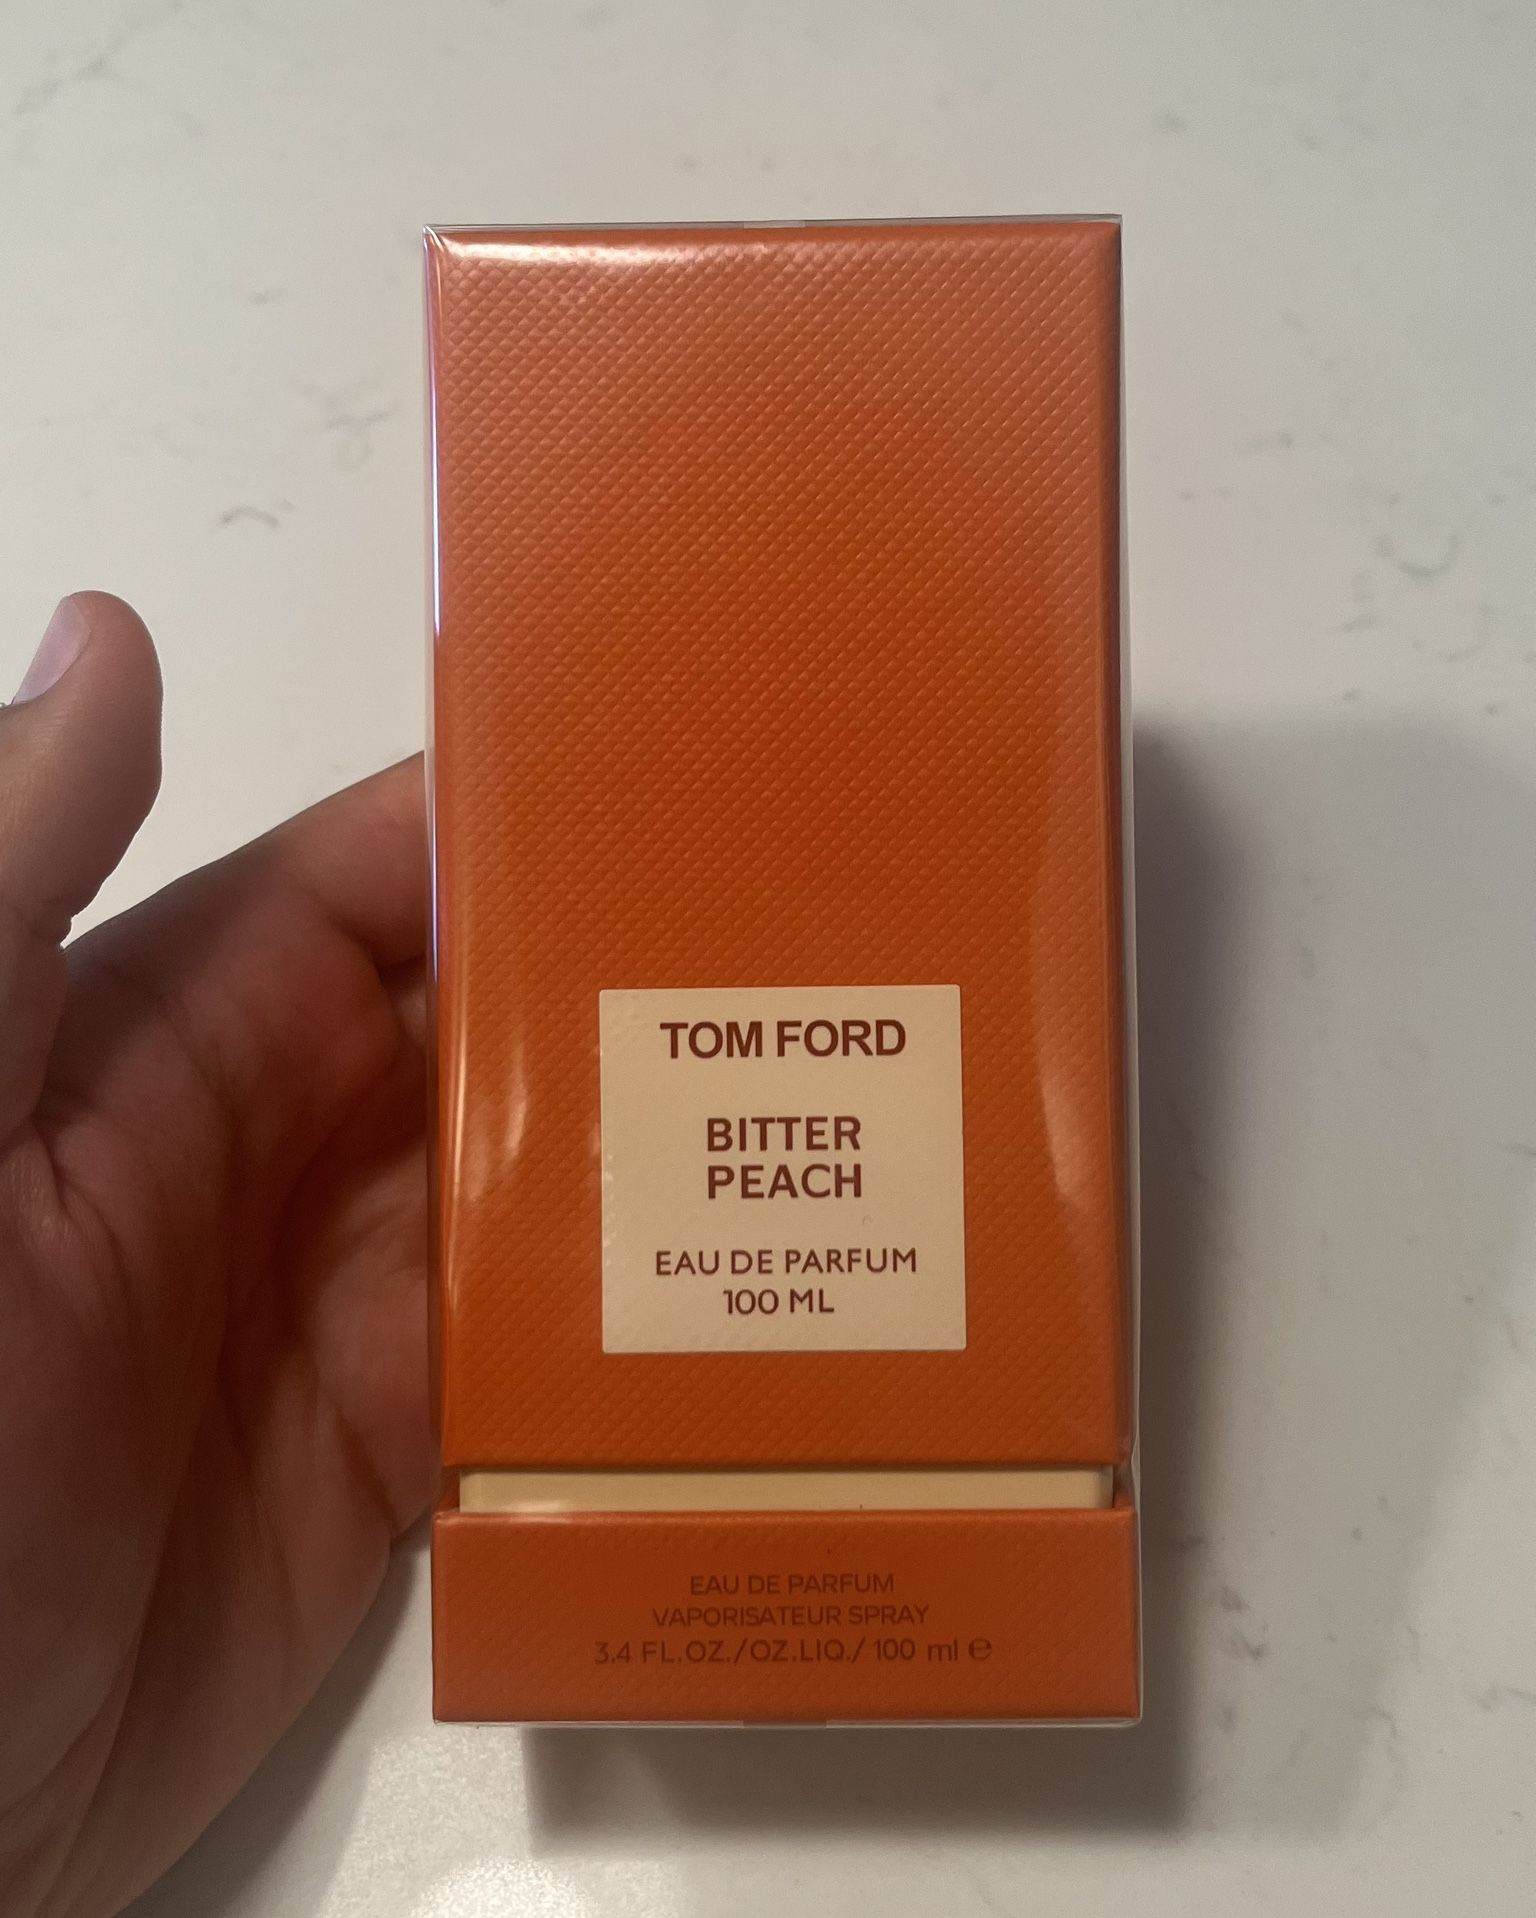 TOM FORD
BITTER
PEACH
EAU DE PARFUM
100 ML
EAU DE PARFUM
VAPORISATEUR SPRAY
3.4 FL.OZ./OZ.LIQ./ 100 ml ℮